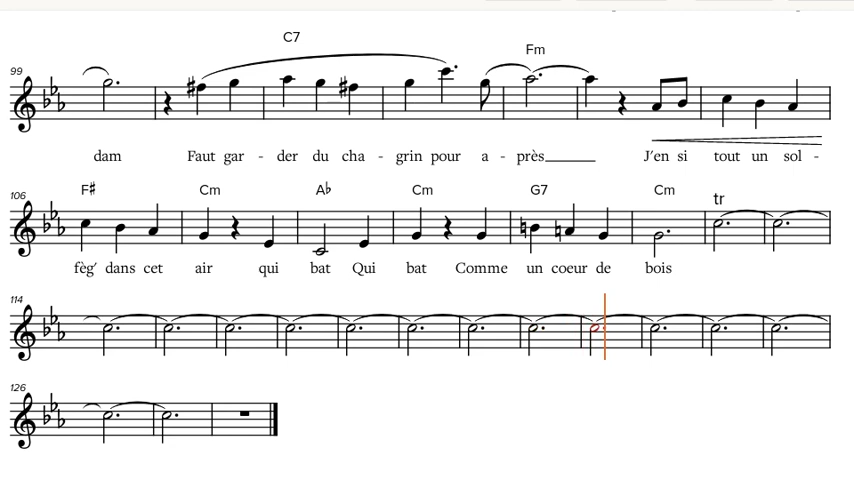 C7 Fm
99
dam Faut gar - der du cha - grin pour a - près J'en si tout un sol -
F# Cm A♭ Cm G7 Cm tr
106
fèg' dans cet air qui bat Qui bat Comme un coeur de bois
114
126